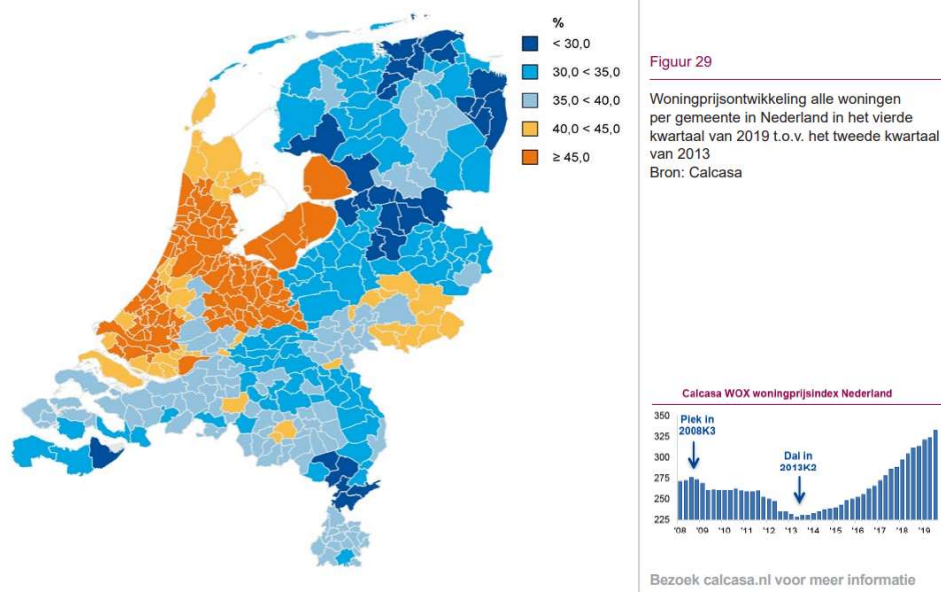 %
< 30,0
30,0 < 35,0
35,0 < 40,0
40,0 < 45,0
≥ 45,0
Figuur 29
Woningprijsontwikkeling alle woningen
per gemeente in Nederland in het vierde
kwartaal van 2019 t.o.v. het tweede kwartaal
van 2013
Bron: Calcasa
Calcasa WOX woningprijsindex Nederland
350
325
300
275
250
225
Piek in
2008K3
Dal in
2013K2
'08 '09 '10 '11 '12 '13 '14 '15 '16 '17 '18 '19
Bezoek calcasa.nl voor meer informatie